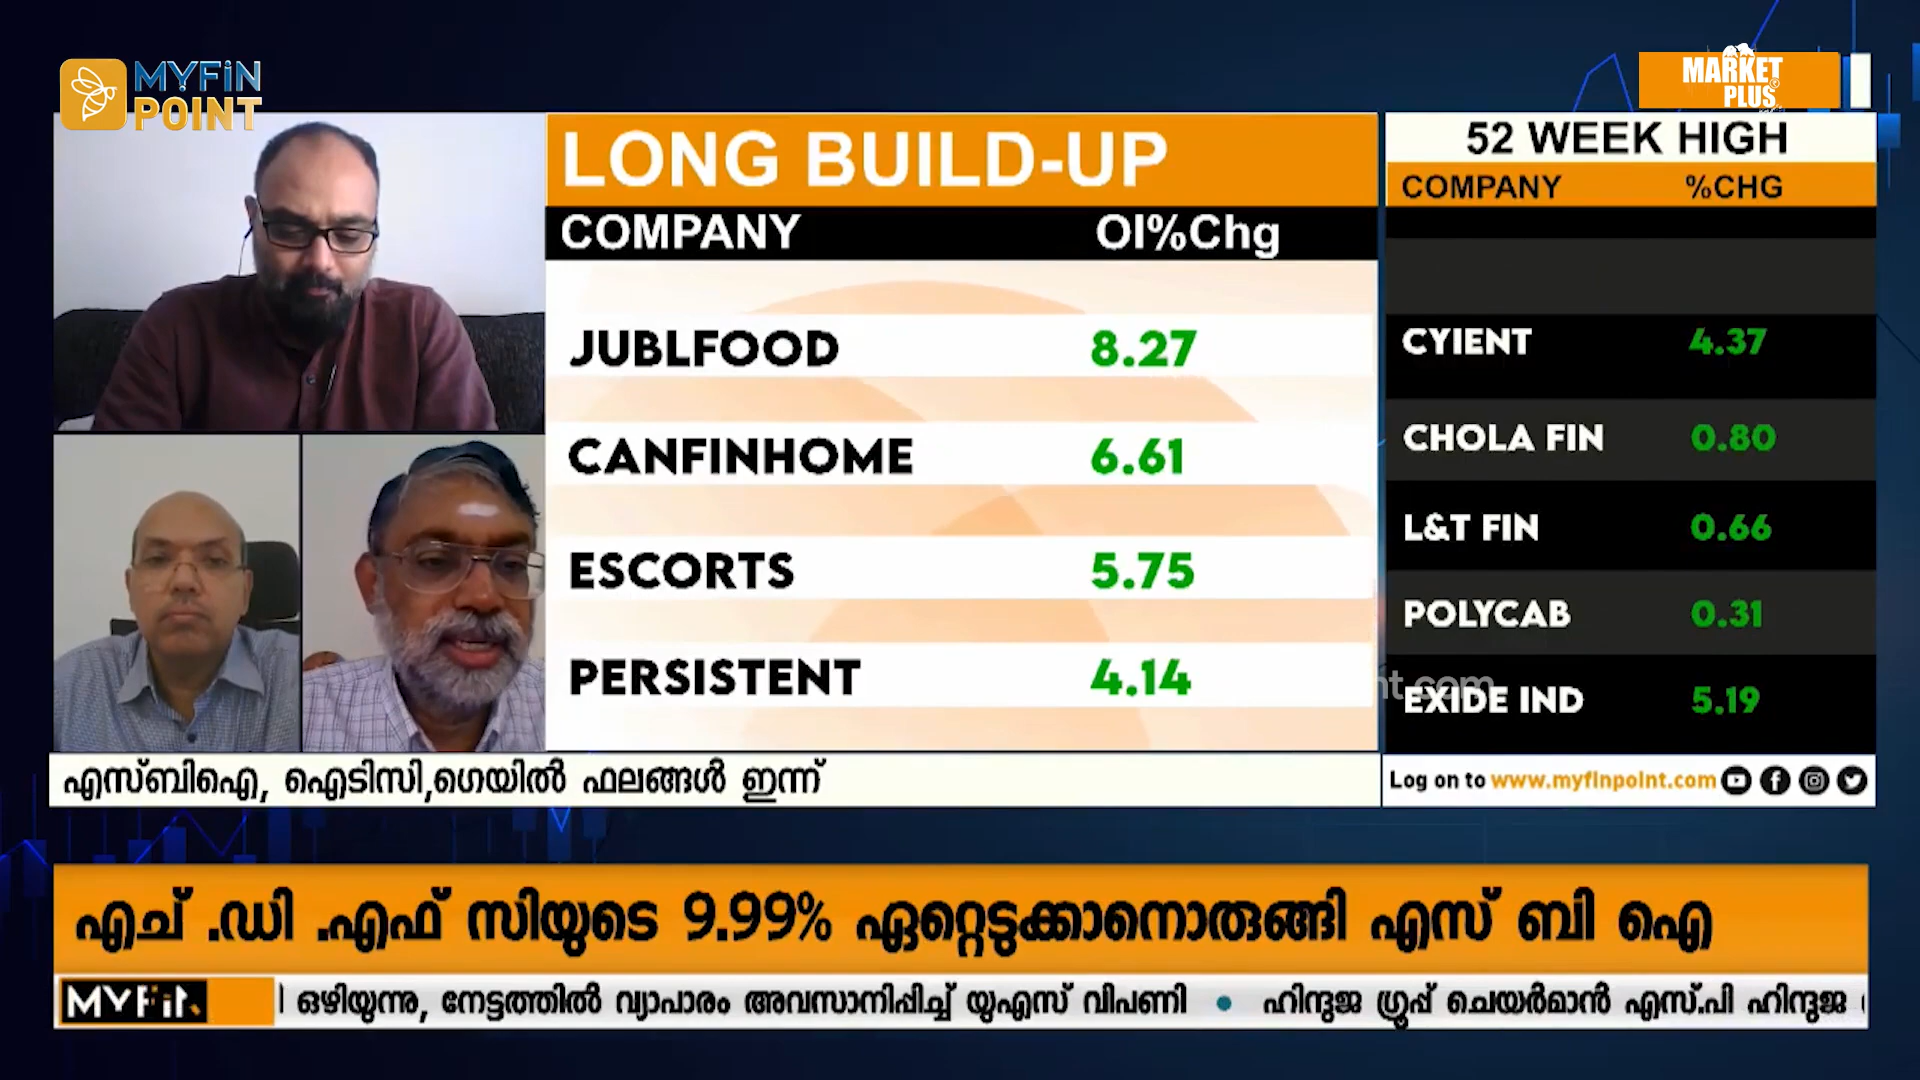 MYFiN
POINT
MARKET
PLUS
LONG BUILD-UP
COMPANY OI%Chg
JUBLFOOD 8.27
CANFINHOME 6.61
ESCORTS 5.75
PERSISTENT 4.14
52 WEEK HIGH
COMPANY %CHG
CYIENT 4.37
CHOLA FIN 0.80
L&T FIN 0.66
POLYCAB 0.31
EXIDE IND 5.19
എസ്ബിഐ, ഐടിസി,ഗെയിൽ ഫലങ്ങൾ ഇന്ന്
Log on to www.myfinpoint.com
എച് .ഡി .എഫ് സിയുടെ 9.99% ഏറ്റെടുക്കാനൊരുങ്ങി എസ് ബി ഐ
MYFiN ഒഴിയുന്നു, നേട്ടത്തിൽ വ്യാപാരം അവസാനിപ്പിച്ച് യുഎസ് വിപണി • ഹിന്ദുജ ഗ്രൂപ്പ് ചെയർമാൻ എസ്.പി ഹിന്ദുജ